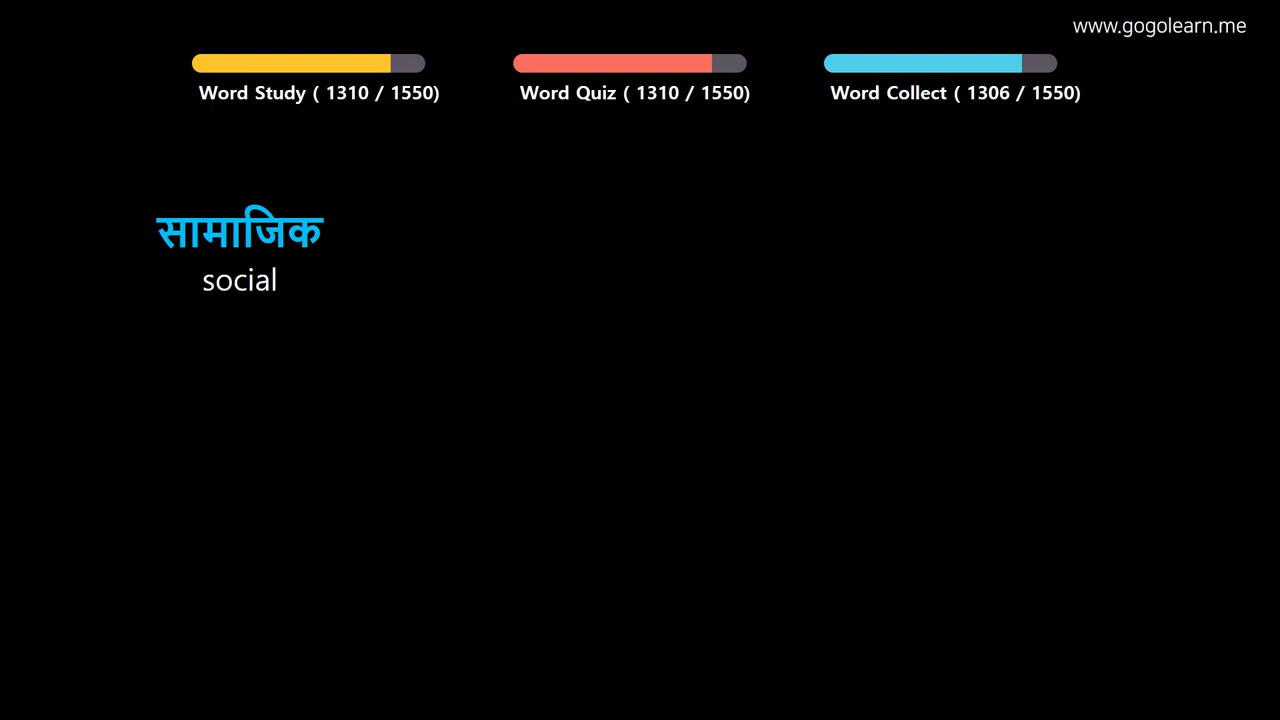 www.gogolearn.me
Word Study ( 1310 / 1550)
Word Quiz ( 1310 / 1550)
Word Collect ( 1306 / 1550)
सामाजिक
social